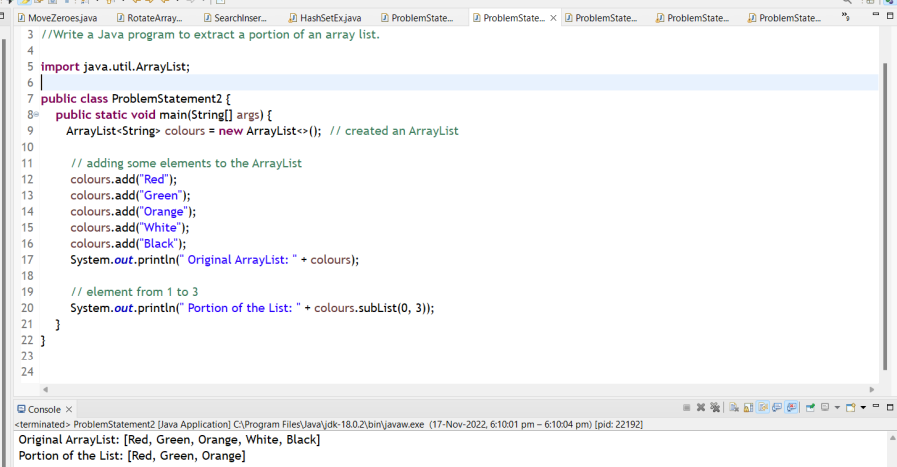 MoveZeroes.java RotateArray... SearchInser... HashSetEx.java ProblemState... ProblemState... ProblemState... ProblemState... ProblemState... »9
3 //Write a Java program to extract a portion of an array list.
4
5 import java.util.ArrayList;
6
7 public class ProblemStatement2 {
8 public static void main(String[] args) {
9 ArrayList<String> colours = new ArrayList<>(); // created an ArrayList
10
11 // adding some elements to the ArrayList
12 colours.add("Red");
13 colours.add("Green");
14 colours.add("Orange");
15 colours.add("White");
16 colours.add("Black");
17 System.out.println(" Original ArrayList: " + colours);
18
19 // element from 1 to 3
20 System.out.println(" Portion of the List: " + colours.subList(0, 3));
21 }
22 }
23
24
Console
<terminated> ProblemStatement2 [Java Application] C:\Program Files\Java\jdk-18.0.2\bin\javaw.exe (17-Nov-2022, 6:10:01 pm – 6:10:04 pm) [pid: 22192]
Original ArrayList: [Red, Green, Orange, White, Black]
Portion of the List: [Red, Green, Orange]